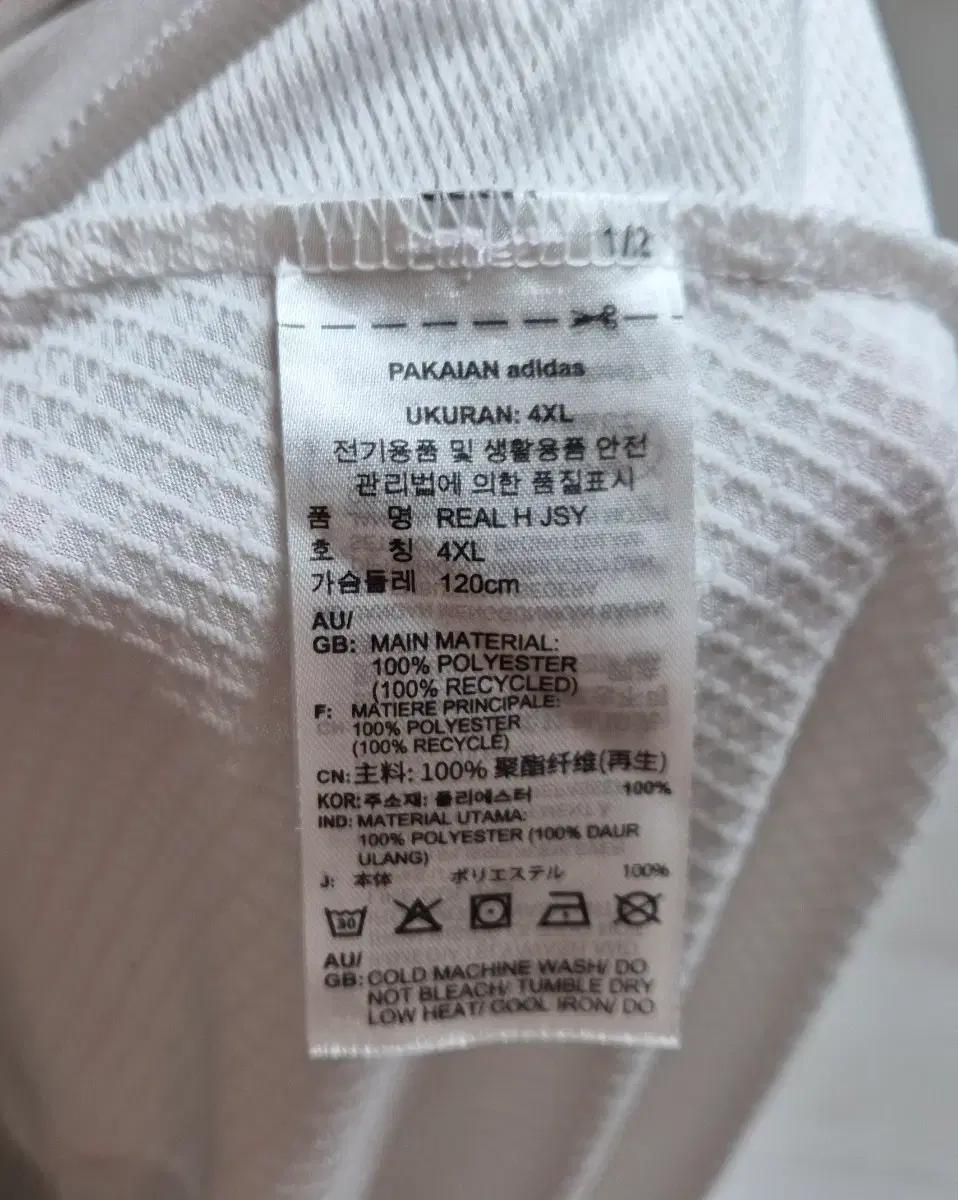 1/2
PAKAIAN adidas
UKURAN: 4XL
전기용품 및 생활용품 안전
관리법에 의한 품질표시
품 명 REAL H JSY
호 칭 4XL
가슴둘레 120cm
AU/
GB: MAIN MATERIAL:
100% POLYESTER
(100% RECYCLED)
F: MATIERE PRINCIPALE:
100% POLYESTER
(100% RECYCLÉ)
CN: 主料: 100% 聚酯纤维(再生)
KOR: 주소재: 폴리에스터 100%
IND: MATERIAL UTAMA:
100% POLYESTER (100% DAUR
ULANG)
J: 本体 ポリエステル 100%
30
AU/
GB: COLD MACHINE WASH/ DO
NOT BLEACH/ TUMBLE DRY
LOW HEAT/ COOL IRON/ DO